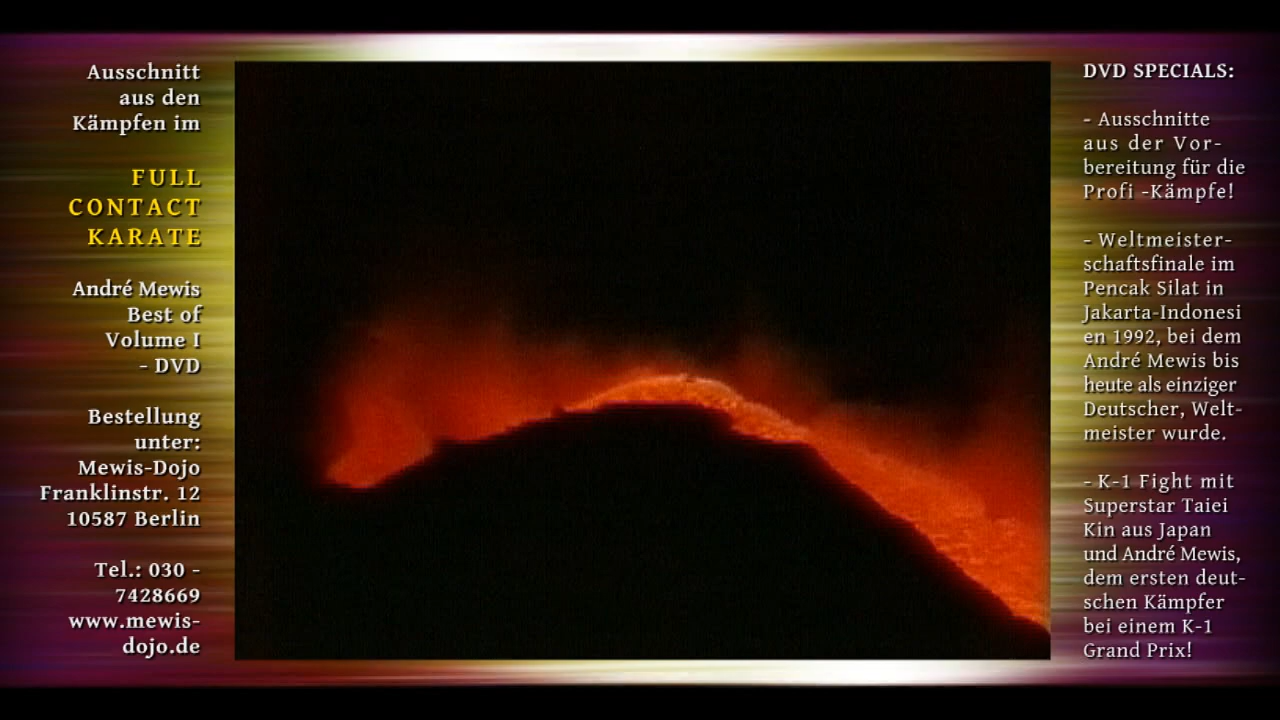 Ausschnitt
aus den
Kämpfen im
FULL
CONTACT
KARATE
André Mewis
Best of
Volume I
- DVD
Bestellung
unter:
Mewis-Dojo
Franklinstr. 12
10587 Berlin
Tel.: 030 -
7428669
www.mewis-
dojo.de
DVD SPECIALS:
- Ausschnitte
aus der Vor-
bereitung für die
Profi -Kämpfe!
- Weltmeister-
schaftsfinale im
Pencak Silat in
Jakarta-Indonesi
en 1992, bei dem
André Mewis bis
heute als einziger
Deutscher, Welt-
meister wurde.
- K-1 Fight mit
Superstar Taiei
Kin aus Japan
und André Mewis,
dem ersten deut-
schen Kämpfer
bei einem K-1
Grand Prix!